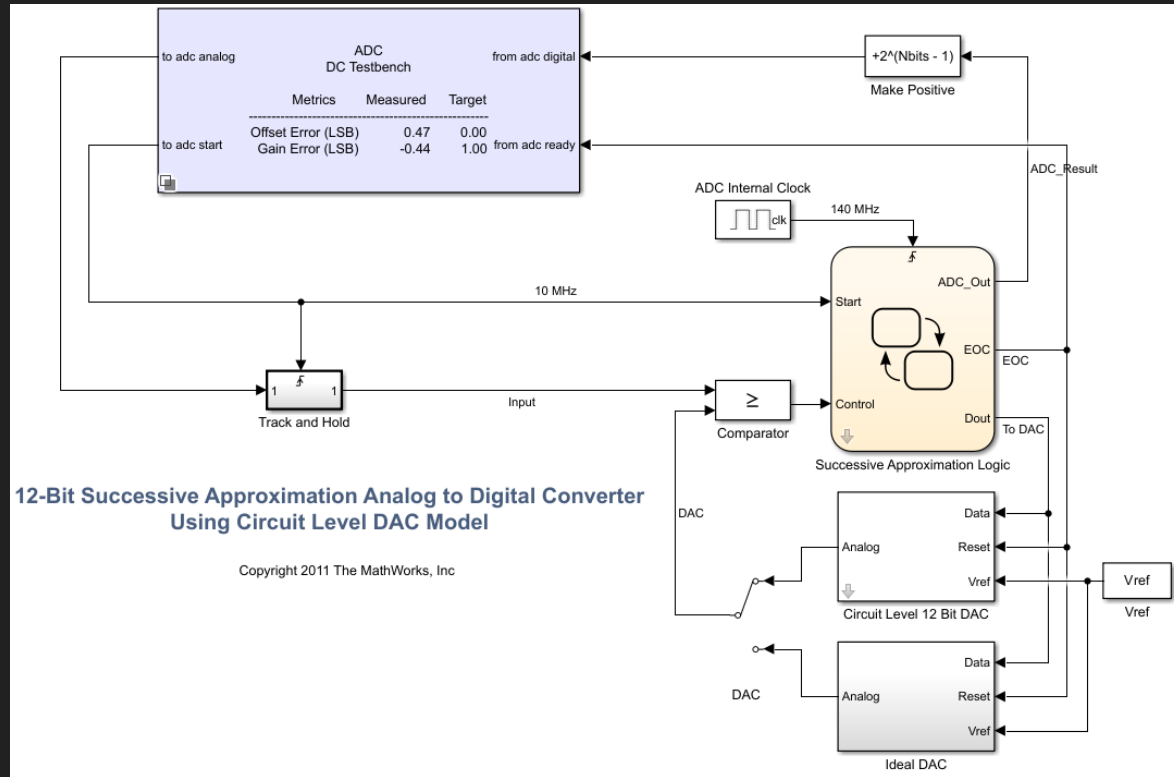 to adc analog
ADC
DC Testbench
from adc digital
Metrics Measured Target
-----------------------------------------------------
Offset Error (LSB) 0.47 0.00
Gain Error (LSB) -0.44 1.00
to adc start
from adc ready
+2^(Nbits - 1)
Make Positive
ADC_Result
ADC Internal Clock
clk
140 MHz
10 MHz
Start
ADC_Out
EOC
EOC
Control
Dout
To DAC
Successive Approximation Logic
1 1
Track and Hold
Input
≥
Comparator
12-Bit Successive Approximation Analog to Digital Converter
Using Circuit Level DAC Model
Copyright 2011 The MathWorks, Inc
DAC
Data
Analog
Reset
Vref
Circuit Level 12 Bit DAC
Vref
Vref
DAC
Data
Analog
Reset
Vref
Ideal DAC